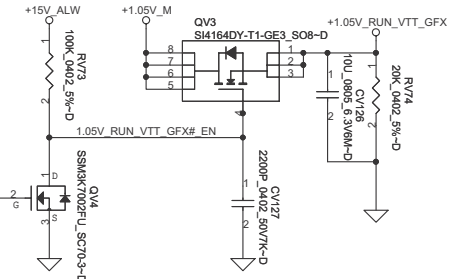 +15V_ALW
+1.05V_M
QV3
SI4164DY-T1-GE3_SO8~D
+1.05V_RUN_VTT_GFX
8
7
6
5
1
2
3
4
1
2
RV73
100K_0402_5%~D
1
2
CV126
10U_0805_6.3V6M~D
1
2
RV74
20K_0402_5%~D
1.05V_RUN_VTT_GFX#_EN
1
2
CV127
2200P_0402_50V7K~D
2
G
1
D
S
3
QV4
SSM3K7002FU_SC70-3~D